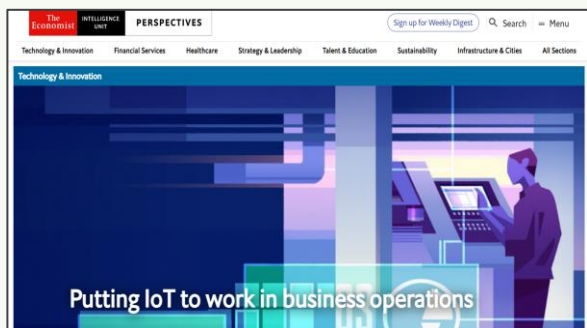 The
Economist
INTELLIGENCE
UNIT
PERSPECTIVES
Sign up for Weekly Digest
Search
Menu
Technology & Innovation Financial Services Healthcare Strategy & Leadership Talent & Education Sustainability Infrastructure & Cities All Sections
Technology & Innovation
Putting IoT to work in business operations